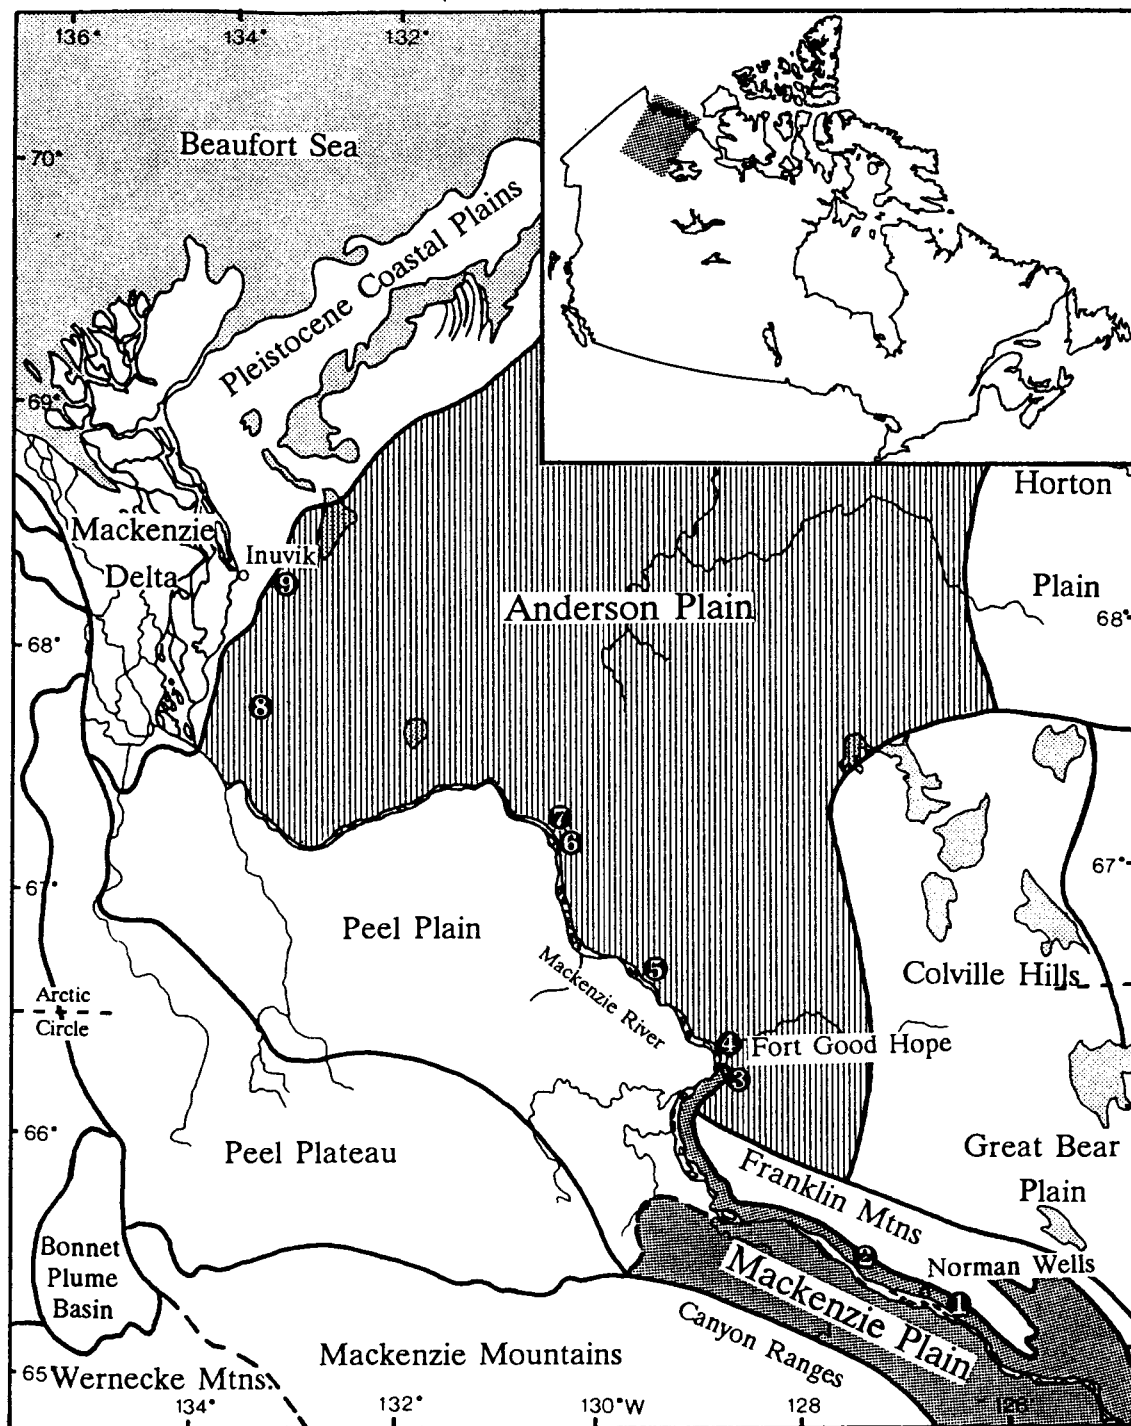 136°
134°
132°
Beaufort Sea
70°
Pleistocene Coastal Plains
69°
Horton
Plain
Mackenzie
Delta
Inuvik
9
Anderson Plain
68°
68°
8
7
6
67°
67°
Peel Plain
Mackenzie River
5
Colville Hills
Arctic
Circle
4
Fort Good Hope
3
66°
Peel Plateau
Great Bear
Plain
Franklin Mtns
Bonnet
Plume
Basin
2
Norman Wells
1
Mackenzie Plain
Canyon Ranges
Mackenzie Mountains
65°
Wernecke Mtns.
134°
132°
130°W
128°
126°